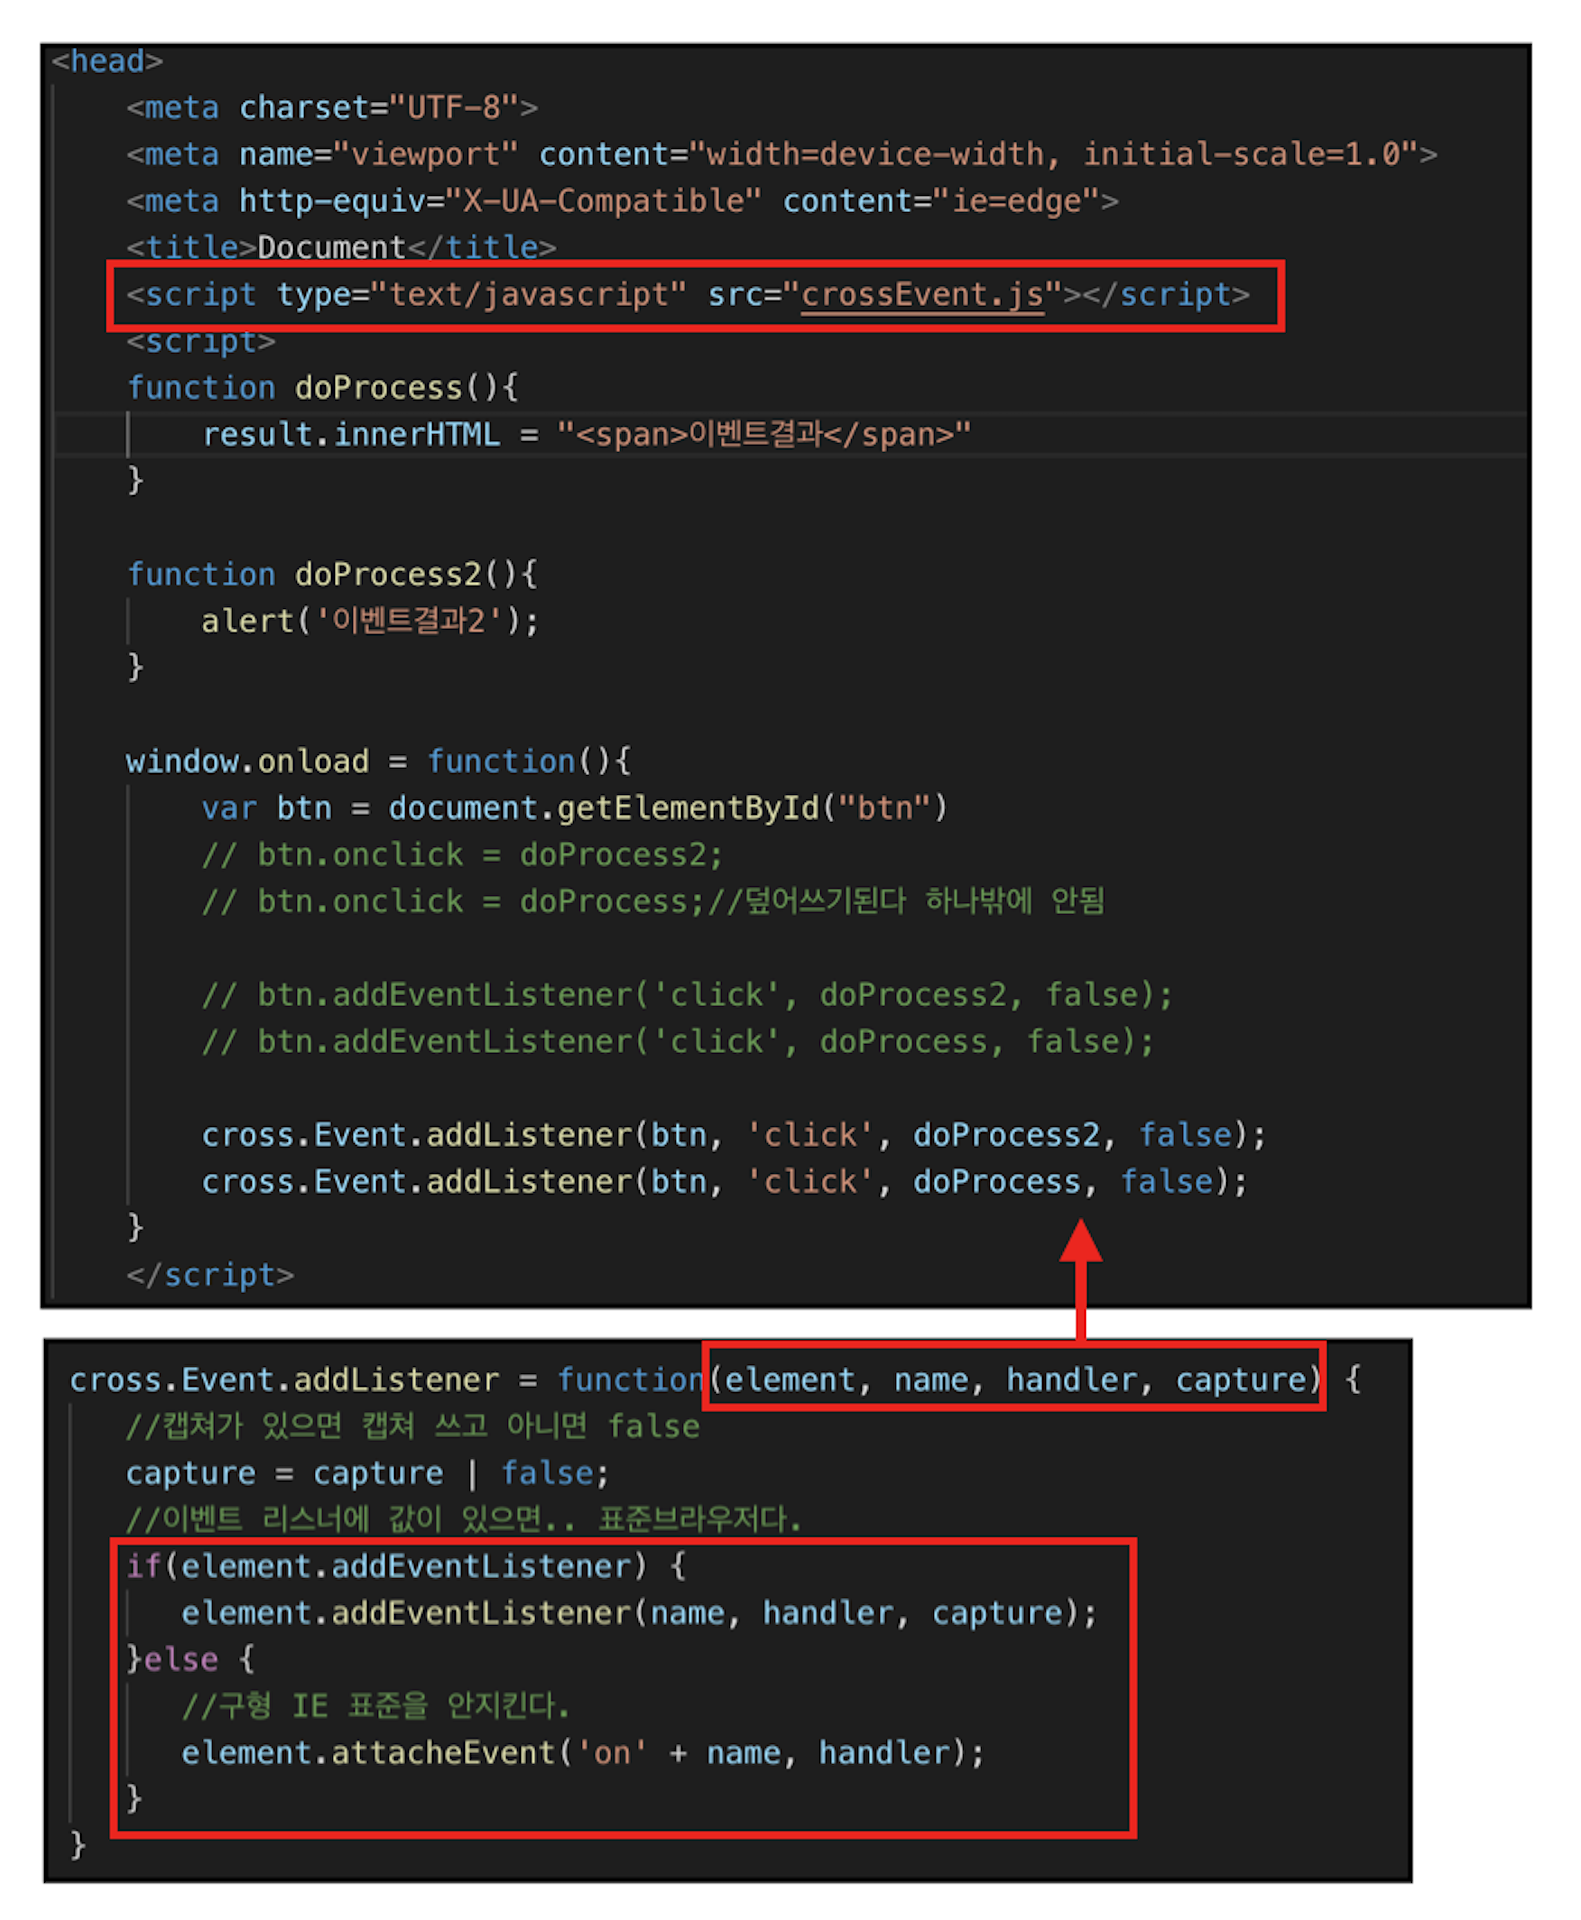 <head>
<meta charset="UTF-8">
<meta name="viewport" content="width=device-width, initial-scale=1.0">
<meta http-equiv="X-UA-Compatible" content="ie=edge">
<title>Document</title>
<script type="text/javascript" src="crossEvent.js"></script>
<script>
function doProcess(){
result.innerHTML = "<span>이벤트결과</span>"
}
function doProcess2(){
alert('이벤트결과2');
}
window.onload = function(){
var btn = document.getElementById("btn")
// btn.onclick = doProcess2;
// btn.onclick = doProcess;//덮어쓰기된다 하나밖에 안됨
// btn.addEventListener('click', doProcess2, false);
// btn.addEventListener('click', doProcess, false);
cross.Event.addListener(btn, 'click', doProcess2, false);
cross.Event.addListener(btn, 'click', doProcess, false);
}
</script>
cross.Event.addListener = function(element, name, handler, capture) {
//캡쳐가 있으면 캡쳐 쓰고 아니면 false
capture = capture | false;
//이벤트 리스너에 값이 있으면.. 표준브라우저다.
if(element.addEventListener) {
element.addEventListener(name, handler, capture);
}else {
//구형 IE 표준을 안지킨다.
element.attacheEvent('on' + name, handler);
}
}